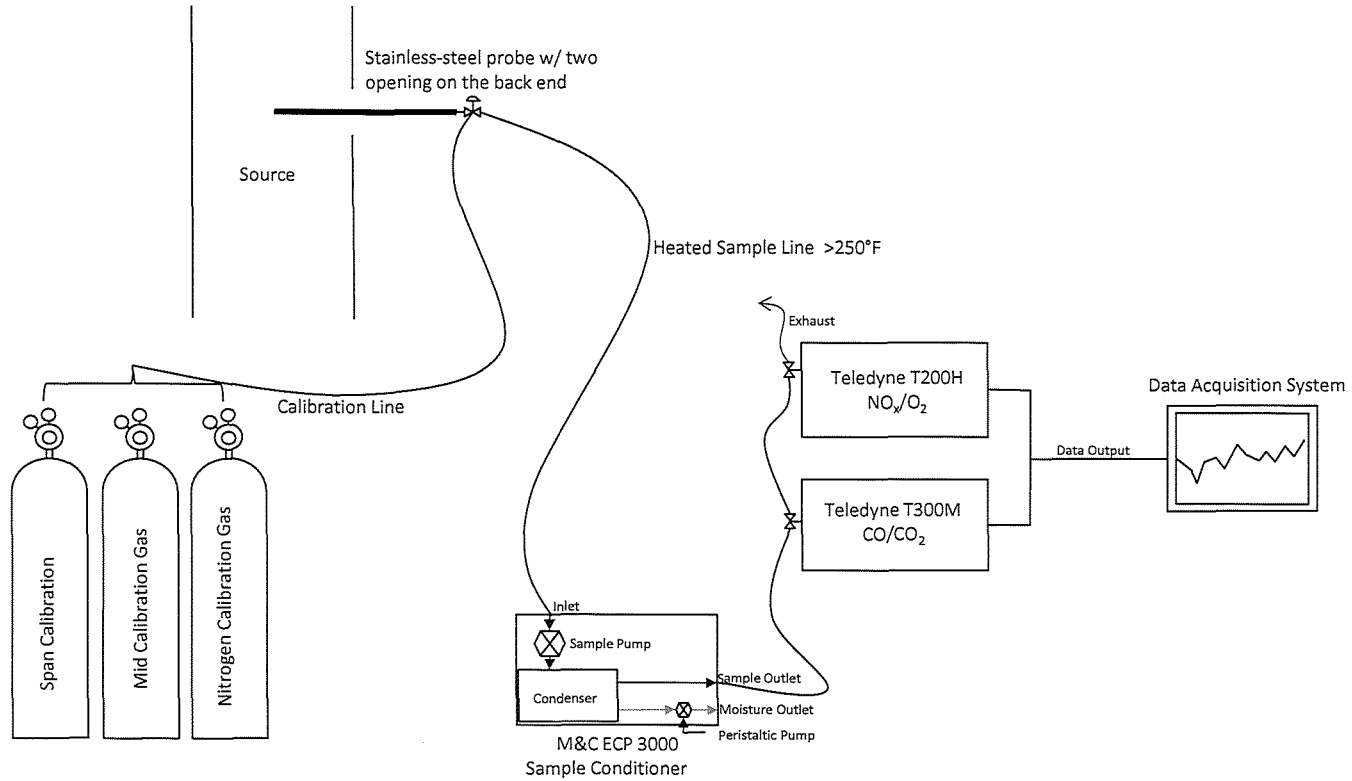 Stainless-steel probe w/ two
opening on the back end
Source
Heated Sample Line >250°F
Exhaust
Teledyne T200H
NOₓ/O₂
Data Acquisition System
Calibration Line
Data Output
Teledyne T300M
CO/CO₂
Span Calibration
Mid Calibration Gas
Nitrogen Calibration Gas
Inlet
Sample Pump
Condenser
Sample Outlet
Moisture Outlet
Peristaltic Pump
M&C ECP 3000
Sample Conditioner